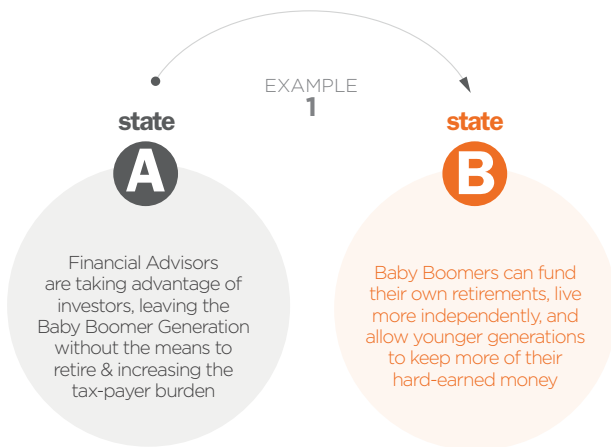 EXAMPLE
1
state
A
Financial Advisors
are taking advantage of
investors, leaving the
Baby Boomer Generation
without the means to
retire & increasing the
tax-payer burden
state
B
Baby Boomers can fund
their own retirements, live
more independently, and
allow younger generations
to keep more of their
hard-earned money